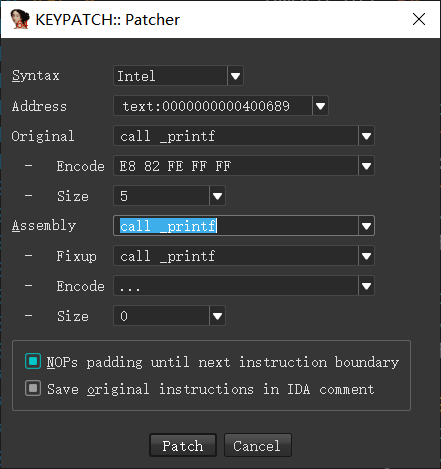 KEYPATCH:: Patcher
Syntax Intel
Address text:0000000000400689
Original call _printf
- Encode E8 82 FE FF FF
- Size 5
Assembly call _printf
- Fixup call _printf
- Encode ...
- Size 0
NOPs padding until next instruction boundary
Save original instructions in IDA comment
Patch Cancel